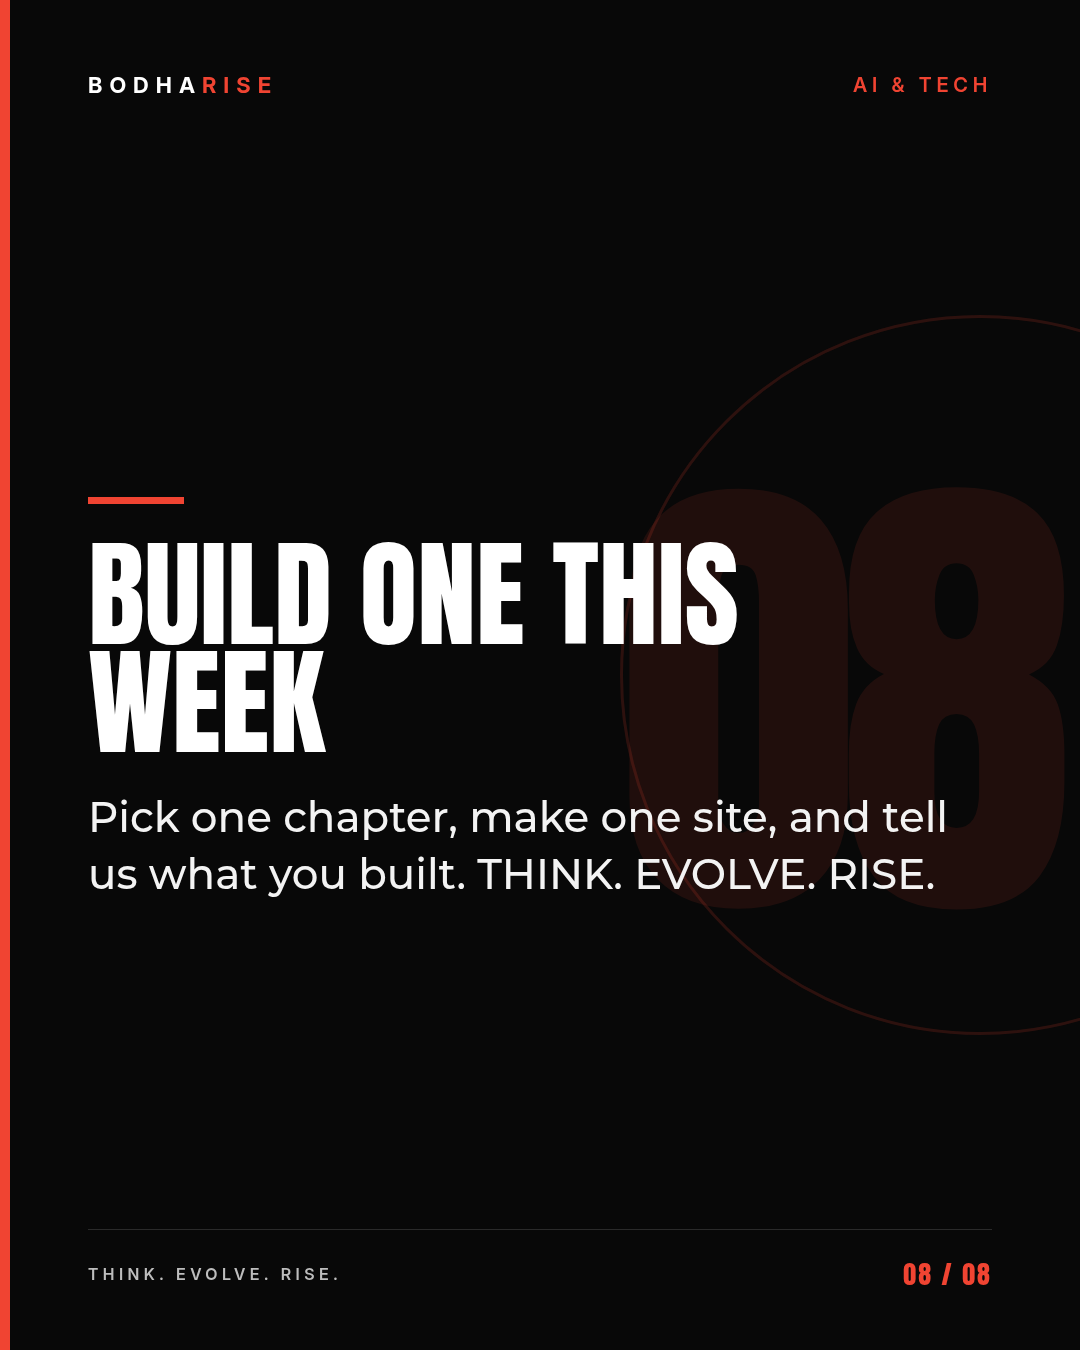 BODHARISE
AI & TECH
08
BUILD ONE THIS
WEEK
Pick one chapter, make one site, and tell
us what you built. THINK. EVOLVE. RISE.
THINK. EVOLVE. RISE.
08 / 08